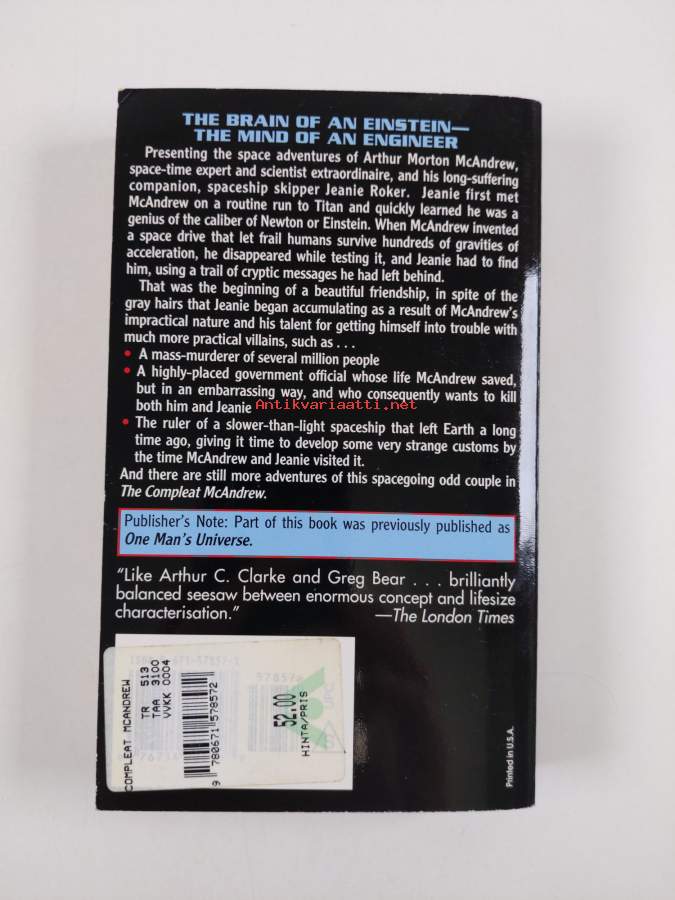 THE BRAIN OF AN EINSTEIN—
THE MIND OF AN ENGINEER
Presenting the space adventures of Arthur Morton McAndrew,
space-time expert and scientist extraordinaire, and his long-suffering
companion, spaceship skipper Jeanie Roker. Jeanie first met
McAndrew on a routine run to Titan and quickly learned he was a
genius of the caliber of Newton or Einstein. When McAndrew invented
a space drive that let frail humans survive hundreds of gravities of
acceleration, he disappeared while testing it, and Jeanie had to find
him, using a trail of cryptic messages he had left behind.
That was the beginning of a beautiful friendship, in spite of the
gray hairs that Jeanie began accumulating as a result of McAndrew's
impractical nature and his talent for getting himself into trouble with
much more practical villains, such as . . .
• A mass-murderer of several million people
• A highly-placed government official whose life McAndrew saved,
but in an embarrassing way, and who consequently wants to kill
both him and Jeanie
Antikvariaatti.net
• The ruler of a slower-than-light spaceship that left Earth a long
time ago, giving it time to develop some very strange customs by
the time McAndrew and Jeanie visited it.
And there are still more adventures of this spacegoing odd couple in
The Compleat McAndrew.
Publisher's Note: Part of this book was previously published as
One Man's Universe.
"Like Arthur C. Clarke and Greg Bear . . . brilliantly
balanced seesaw between enormous concept and lifesize
characterisation."
—The London Times
COMPLEAT MCANDREW
TR 513
TAA 3100
VVKK 0004
9 780671 578572
52.00
HINTA/PRIS
UPC
Printed in U.S.A.